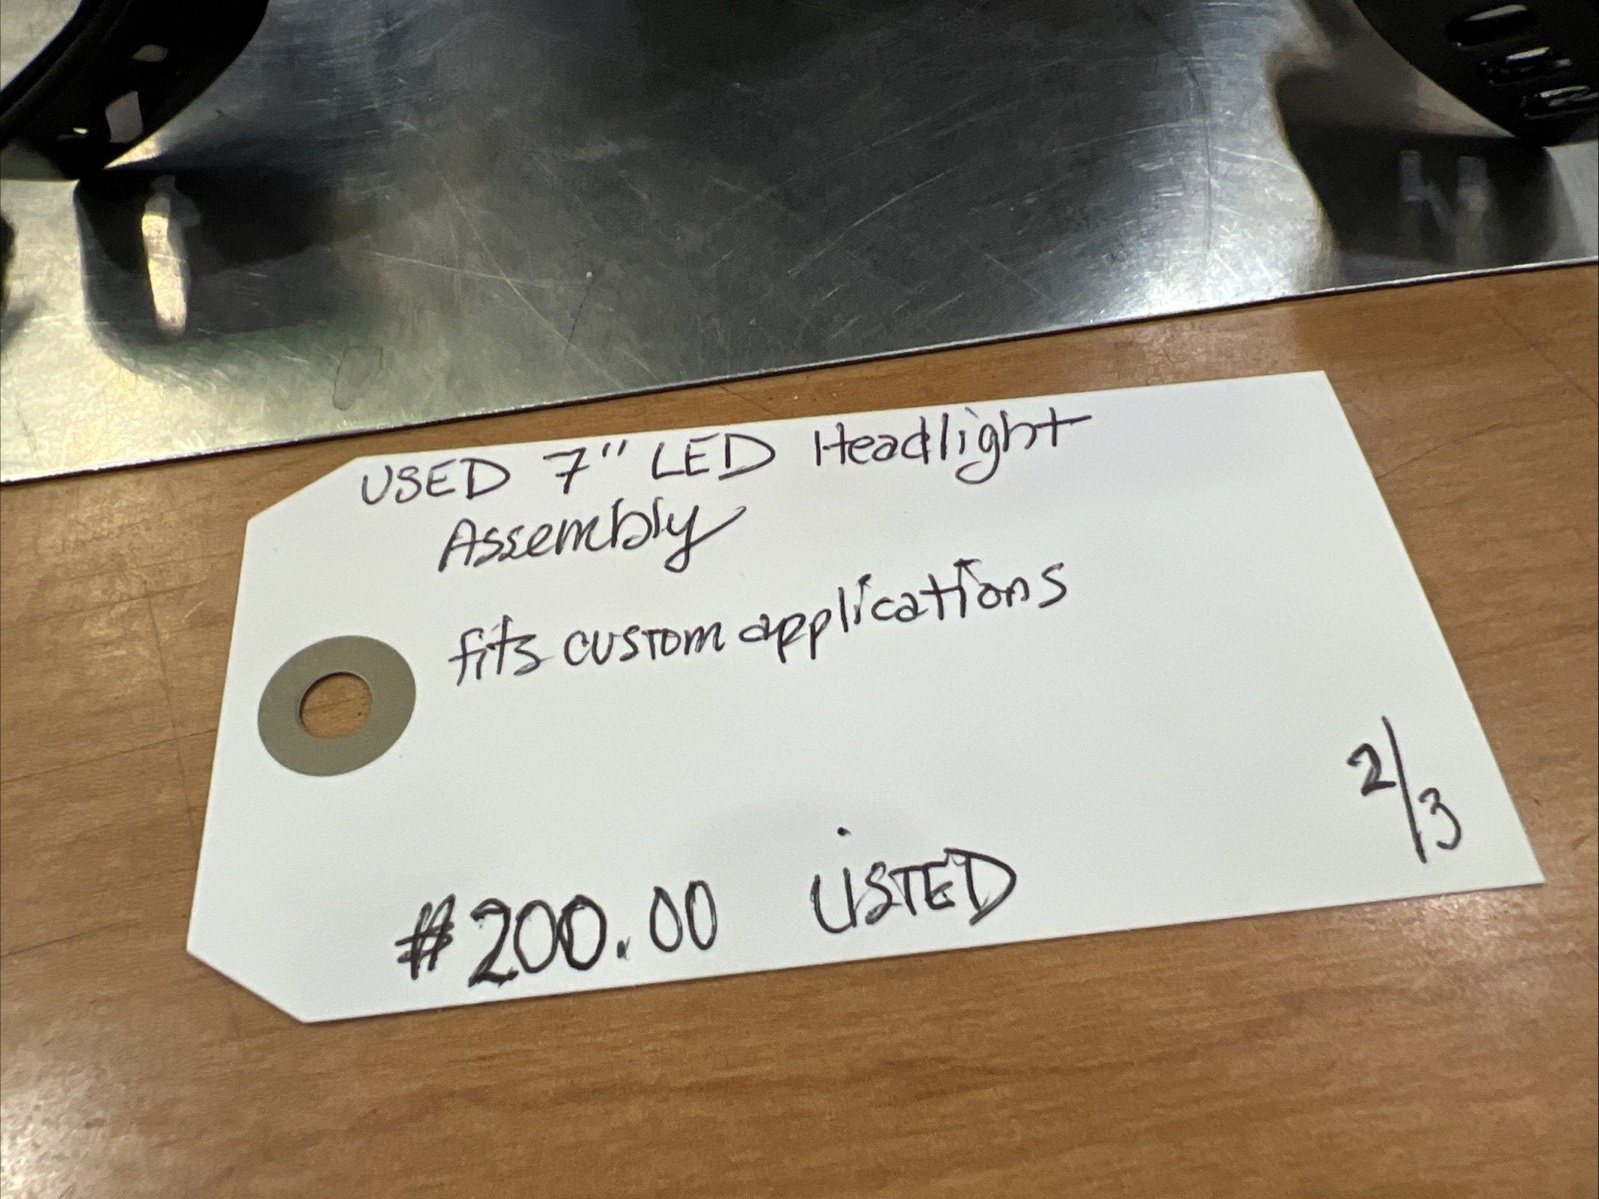 USED 7" LED Headlight
Assembly
fits custom applications
2/3
#200.00 LISTED